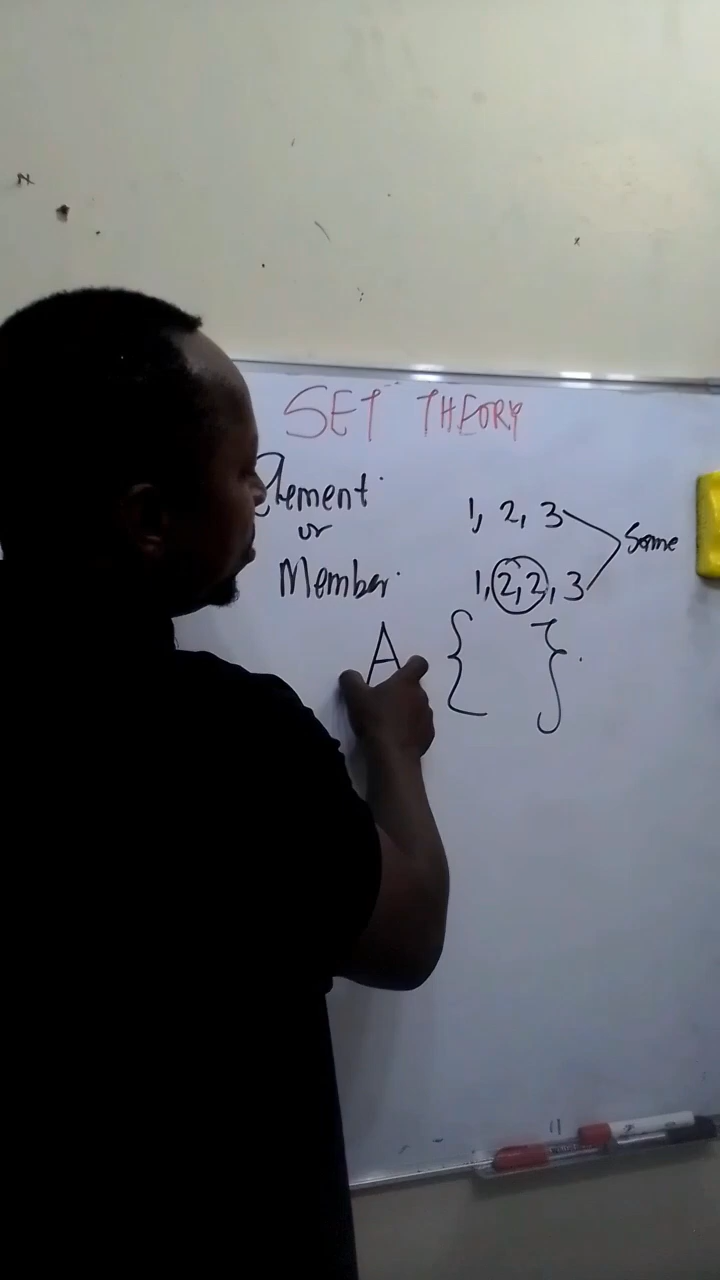 SET THEORY
Element
or
Member
1, 2, 3
1, 2, 2, 3
Same
A { }